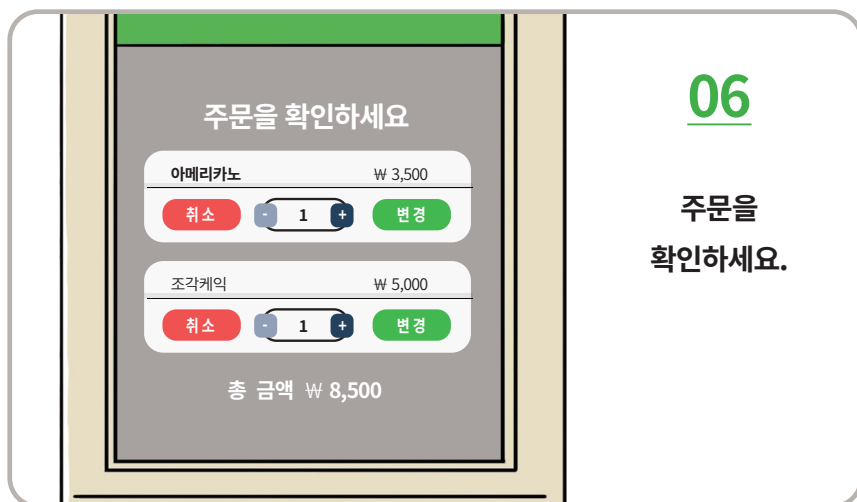 주문을 확인하세요
아메리카노 ₩ 3,500
취소 - 1 + 변경
조각케익 ₩ 5,000
취소 - 1 + 변경
총 금액 ₩ 8,500
06
주문을
확인하세요.